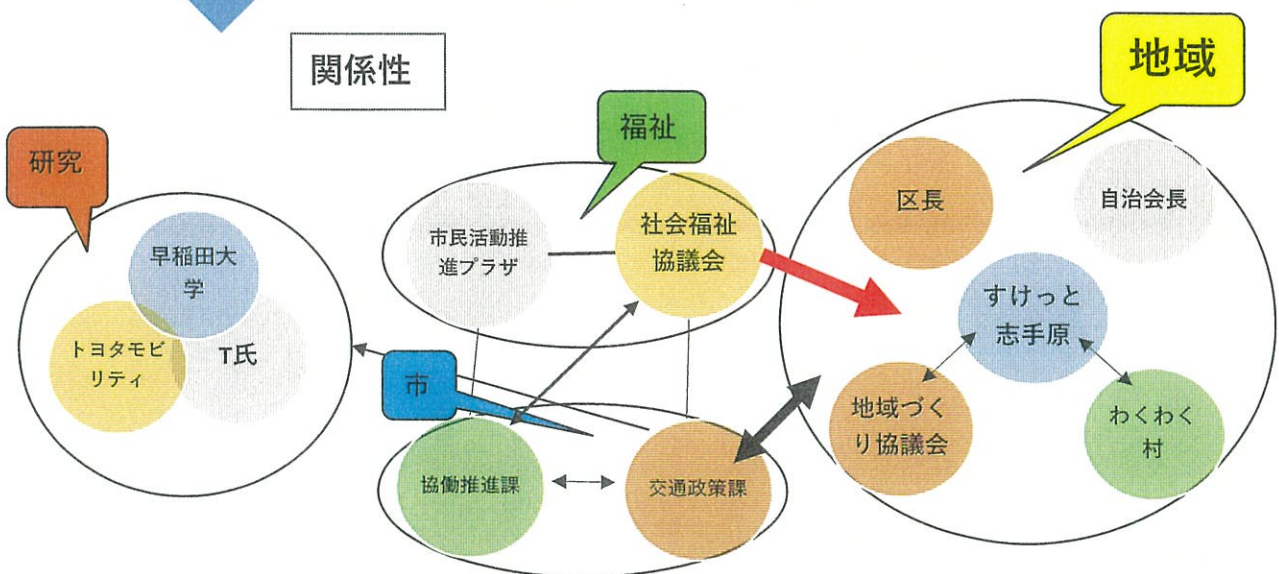 関係性
地域
福祉
研究
区長
自治会長
市民活動推
進プラザ
社会福祉
協議会
早稲田大
学
トヨタモビ
リティ
T氏
すけっと
志手原
市
地域づく
り協議会
わくわく
村
協働推進課
交通政策課